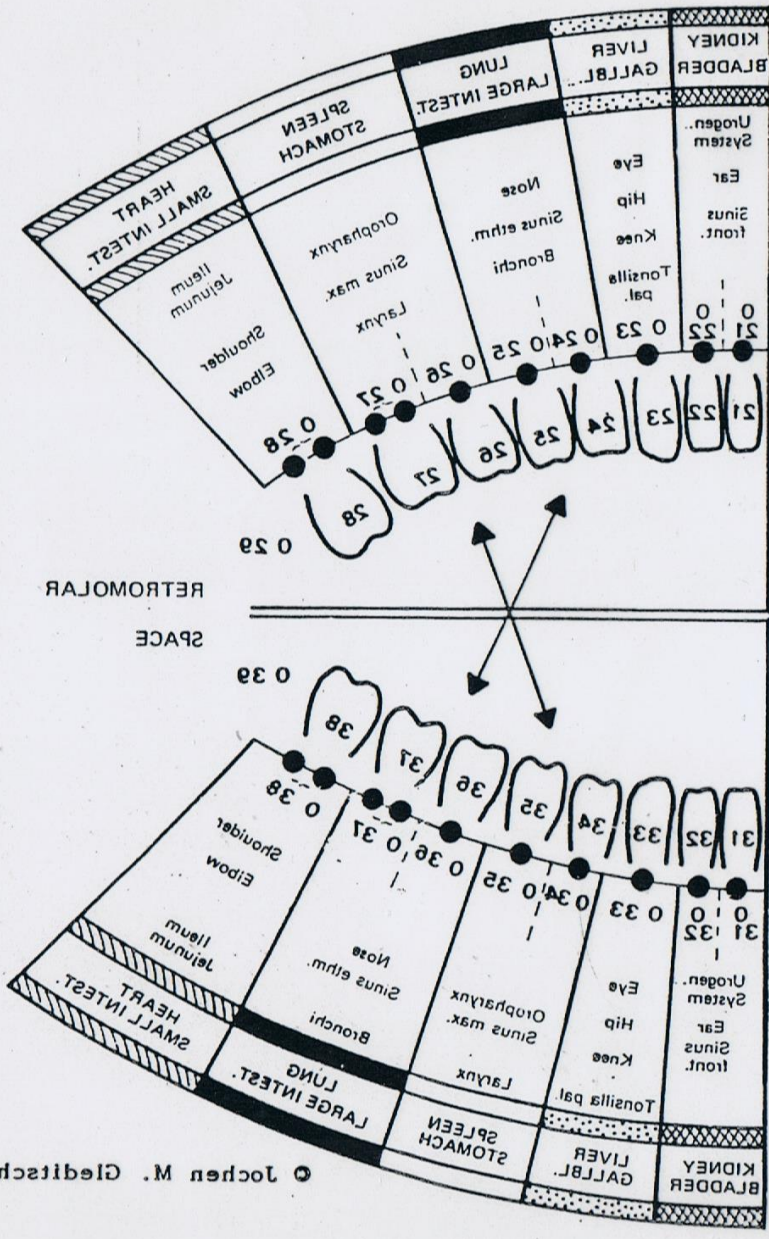 KIDNEY
BLADDER
LIVER
GALLBL..
LUNG
LARGE INTEST.
SPLEEN
STOMACH
HEART
SMALL INTEST.
Urogen..
System
Ear
Sinus
front.
Eye
Hip
Knee
Tonsilla
pal.
Nose
Sinus ethm.
Bronchi
Oropharynx
Sinus max.
Larynx
Ileum
Jejunum
Shoulder
Elbow
O 21
O 22
O 23
O 24
O 25
O 26
O 27
O 28
21
22
23
24
25
26
27
28
O 29
RETROMOLAR
SPACE
O 39
31
32
33
34
35
36
37
38
O 31
O 32
O 33
O 34
O 35
O 36
O 37
O 38
Urogen..
System
Ear
Sinus
front.
Eye
Hip
Knee
Tonsilla pal.
Oropharynx
Sinus max.
Larynx
Nose
Sinus ethm.
Bronchi
Shoulder
Elbow
Ileum
Jejunum
KIDNEY
BLADDER
LIVER
GALLBL.
SPLEEN
STOMACH
LUNG
LARGE INTEST.
HEART
SMALL INTEST.
© Jochen M. Gleditsch